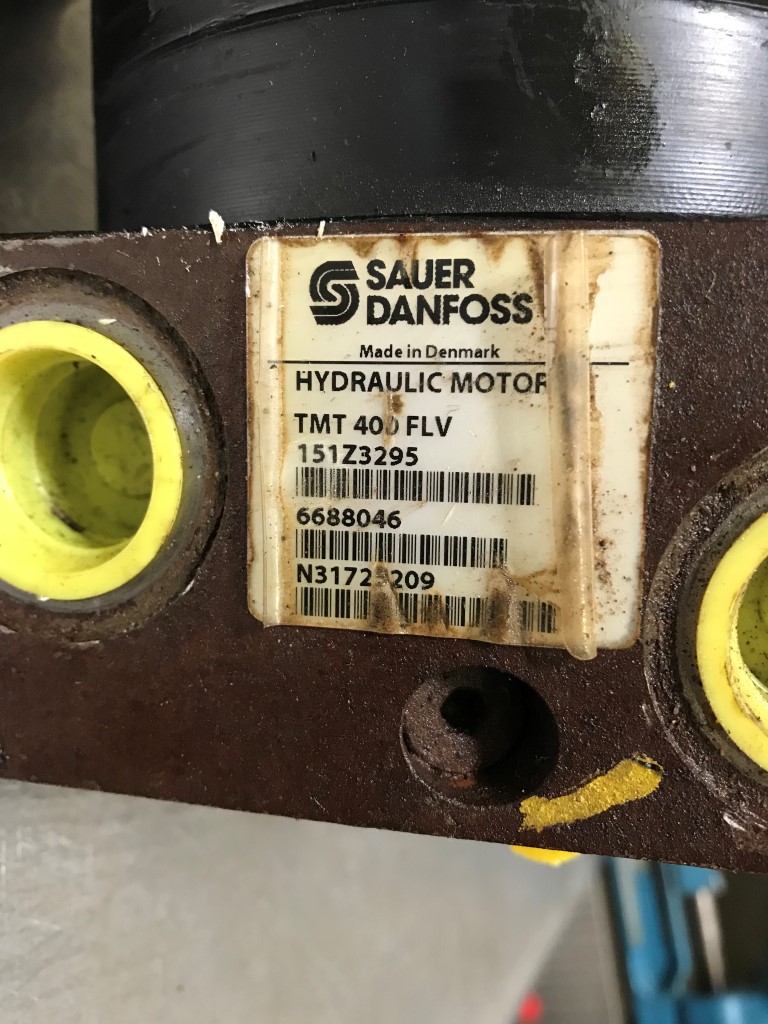 SAUER
DANFOSS
Made in Denmark
HYDRAULIC MOTOR
TMT 400 FLV
151Z3295
6688046